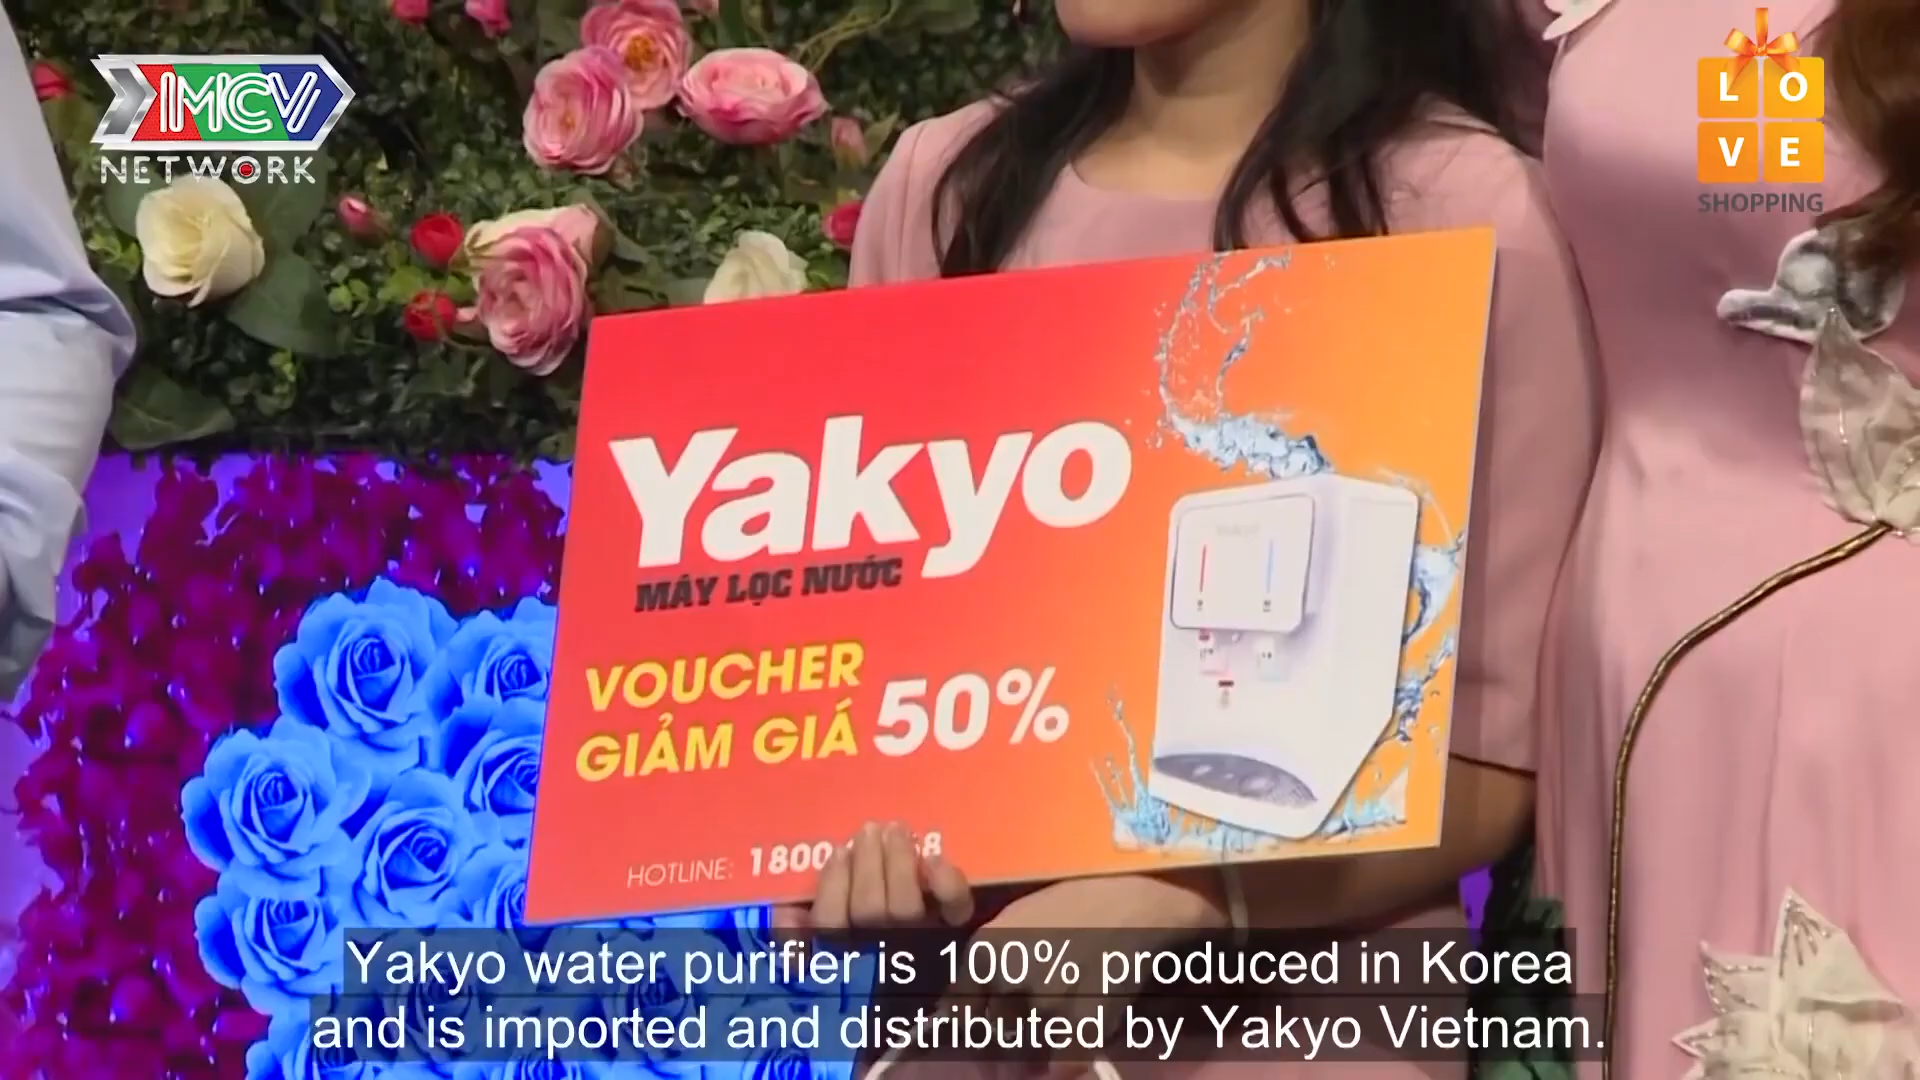 MCV
NETWORK
L O
V E
SHOPPING
Yakyo
MÁY LỌC NƯỚC
VOUCHER
GIẢM GIÁ 50%
HOTLINE:
Yakyo water purifier is 100% produced in Korea
and is imported and distributed by Yakyo Vietnam.